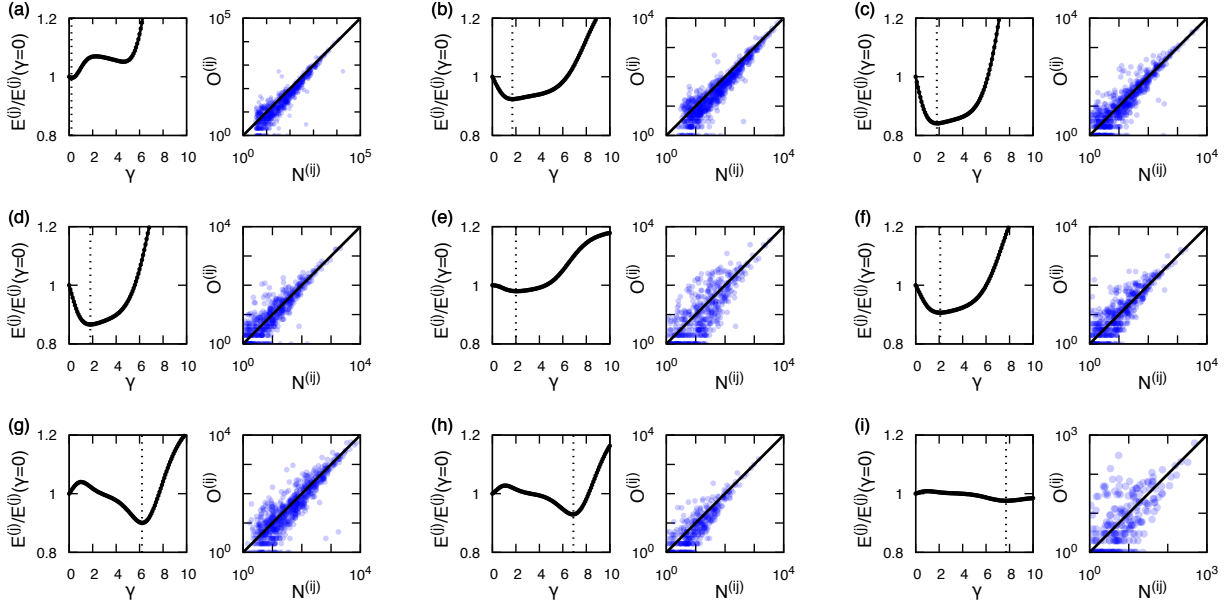 (a)
E^(j)/E^(j)(γ=0)
1.2
1
0.8
0 2 4 6 8 10
γ
O^(ij)
10^5
10^0
10^0 10^5
N^(ij)
(b)
E^(j)/E^(j)(γ=0)
1.2
1
0.8
0 2 4 6 8 10
γ
O^(ij)
10^4
10^0
10^0 10^4
N^(ij)
(c)
E^(j)/E^(j)(γ=0)
1.2
1
0.8
0 2 4 6 8 10
γ
O^(ij)
10^4
10^0
10^0 10^4
N^(ij)
(d)
E^(j)/E^(j)(γ=0)
1.2
1
0.8
0 2 4 6 8 10
γ
O^(ij)
10^4
10^0
10^0 10^4
N^(ij)
(e)
E^(j)/E^(j)(γ=0)
1.2
1
0.8
0 2 4 6 8 10
γ
O^(ij)
10^4
10^0
10^0 10^4
N^(ij)
(f)
E^(j)/E^(j)(γ=0)
1.2
1
0.8
0 2 4 6 8 10
γ
O^(ij)
10^4
10^0
10^0 10^4
N^(ij)
(g)
E^(j)/E^(j)(γ=0)
1.2
1
0.8
0 2 4 6 8 10
γ
O^(ij)
10^4
10^0
10^0 10^4
N^(ij)
(h)
E^(j)/E^(j)(γ=0)
1.2
1
0.8
0 2 4 6 8 10
γ
O^(ij)
10^4
10^0
10^0 10^4
N^(ij)
(i)
E^(j)/E^(j)(γ=0)
1.2
1
0.8
0 2 4 6 8 10
γ
O^(ij)
10^3
10^0
10^0 10^3
N^(ij)